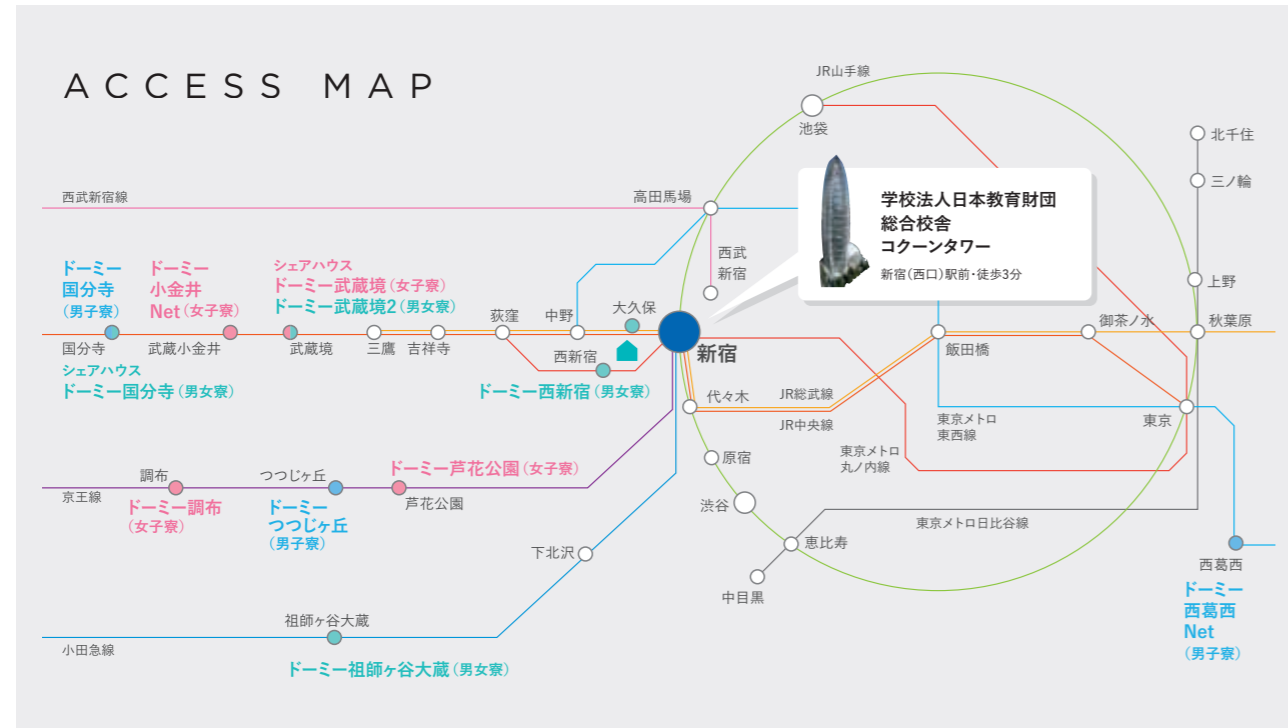 ACCESS MAP
JR山手線
池袋
北千住
三ノ輪
学校法人日本教育財団
総合校舎
コクーンタワー
新宿(西口)駅前・徒歩3分
西武新宿線
高田馬場
西武
新宿
上野
ドーミー
国分寺
(男子寮)
ドーミー
小金井
Net(女子寮)
シェアハウス
ドーミー武蔵境(女子寮)
ドーミー武蔵境2(男女寮)
荻窪
中野
大久保
御茶ノ水
秋葉原
国分寺
武蔵小金井
武蔵境
三鷹
吉祥寺
西新宿
新宿
飯田橋
シェアハウス
ドーミー国分寺(男女寮)
ドーミー西新宿(男女寮)
代々木
JR総武線
JR中央線
東京メトロ
東西線
東京
東京メトロ
丸ノ内線
原宿
調布
つつじヶ丘
ドーミー芦花公園(女子寮)
京王線
芦花公園
渋谷
ドーミー調布
(女子寮)
ドーミー
つつじヶ丘
(男子寮)
東京メトロ日比谷線
下北沢
恵比寿
中目黒
西葛西
ドーミー
西葛西
Net
(男子寮)
祖師ヶ谷大蔵
小田急線
ドーミー祖師ヶ谷大蔵(男女寮)